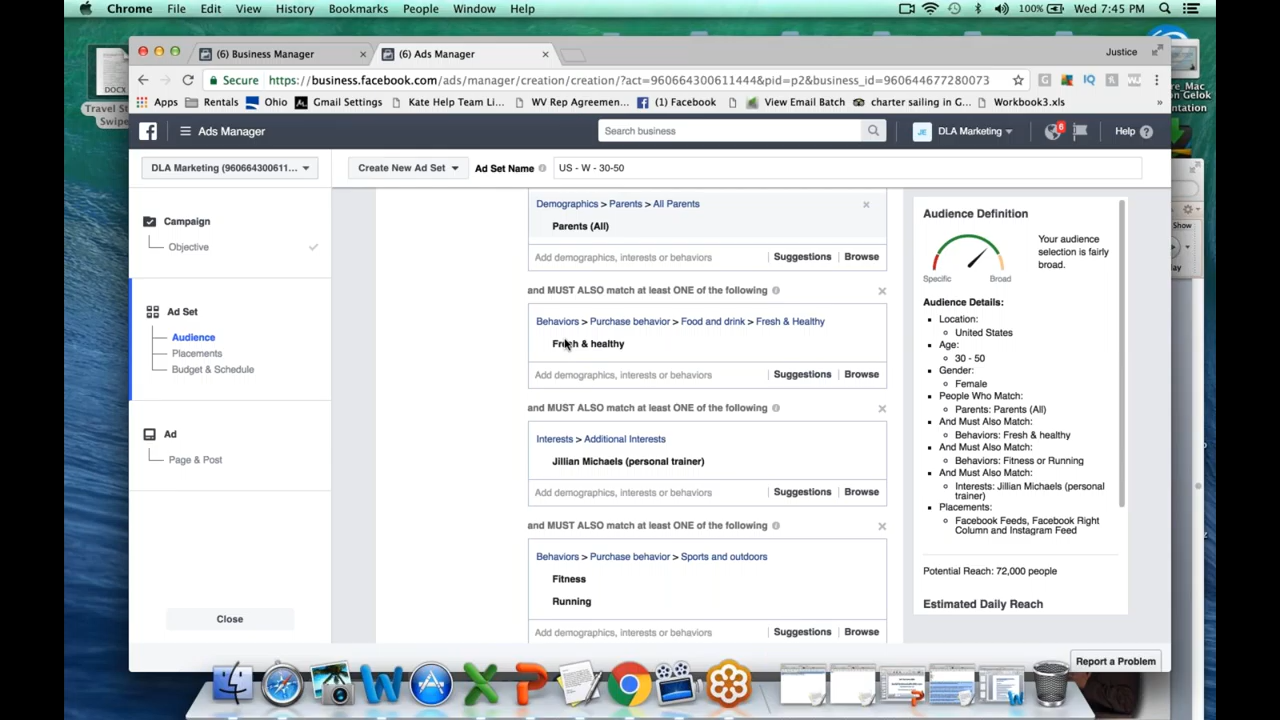 Chrome File Edit View History Bookmarks People Window Help 100% Wed 7:45 PM
(6) Business Manager (6) Ads Manager Justice
Secure https://business.facebook.com/ads/manager/creation/creation/?act=960664300611444&pid=p2&business_id=960644677280073
Apps Rentals Ohio Gmail Settings Kate Help Team Li... WV Rep Agreemen... (1) Facebook View Email Batch charter sailing in G... Workbook3.xls »
DOCX
Travel St
Swipe
re_Mac
on Gelok
ntation
Show
lay
Ads Manager Search business DLA Marketing 6 Help
DLA Marketing (960664300611... Create New Ad Set Ad Set Name US - W - 30-50
Campaign
Objective
Ad Set
Audience
Placements
Budget & Schedule
Ad
Page & Post
Close
Demographics > Parents > All Parents
Parents (All)
Add demographics, interests or behaviors Suggestions Browse
and MUST ALSO match at least ONE of the following
Behaviors > Purchase behavior > Food and drink > Fresh & Healthy
Fresh & healthy
Add demographics, interests or behaviors Suggestions Browse
and MUST ALSO match at least ONE of the following
Interests > Additional Interests
Jillian Michaels (personal trainer)
Add demographics, interests or behaviors Suggestions Browse
and MUST ALSO match at least ONE of the following
Behaviors > Purchase behavior > Sports and outdoors
Fitness
Running
Add demographics, interests or behaviors Suggestions Browse
Audience Definition
Your audience
selection is fairly
broad.
Specific Broad
Audience Details:
Location:
United States
Age:
30 - 50
Gender:
Female
People Who Match:
Parents: Parents (All)
And Must Also Match:
Behaviors: Fresh & healthy
And Must Also Match:
Behaviors: Fitness or Running
And Must Also Match:
Interests: Jillian Michaels (personal
trainer)
Placements:
Facebook Feeds, Facebook Right
Column and Instagram Feed
Potential Reach: 72,000 people
Estimated Daily Reach
Report a Problem